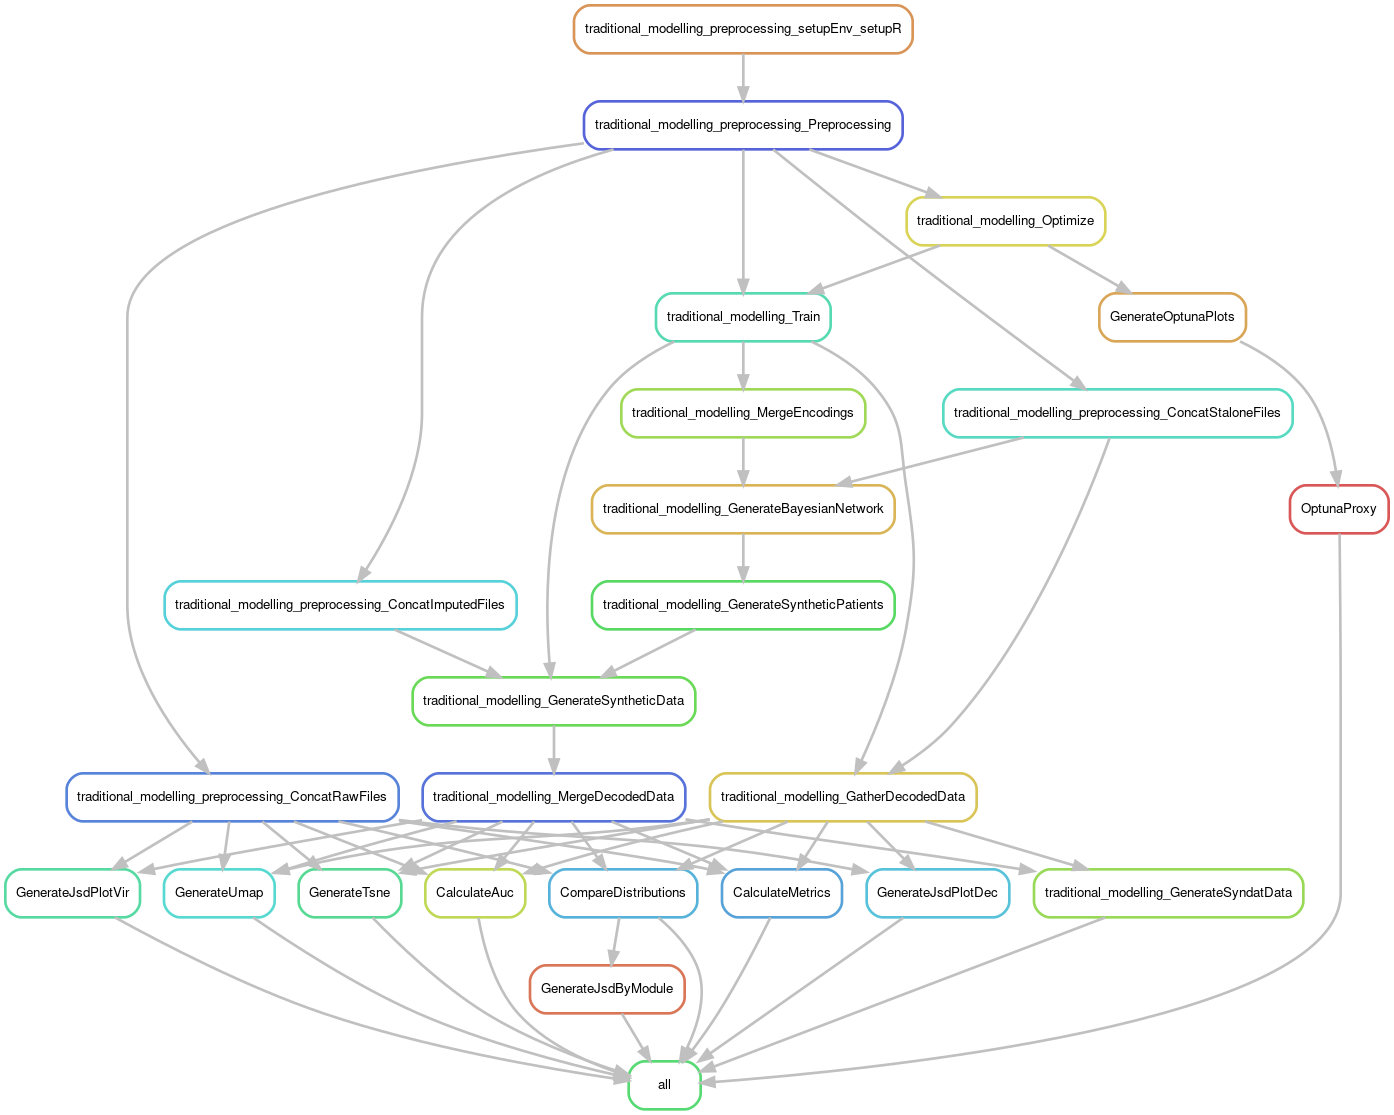 traditional_modelling_preprocessing_setupEnv_setupR
traditional_modelling_preprocessing_Preprocessing
traditional_modelling_Optimize
traditional_modelling_Train
GenerateOptunaPlots
traditional_modelling_MergeEncodings
traditional_modelling_preprocessing_ConcatStaloneFiles
traditional_modelling_GenerateBayesianNetwork
OptunaProxy
traditional_modelling_preprocessing_ConcatImputedFiles
traditional_modelling_GenerateSyntheticPatients
traditional_modelling_GenerateSyntheticData
traditional_modelling_preprocessing_ConcatRawFiles
traditional_modelling_MergeDecodedData
traditional_modelling_GatherDecodedData
GenerateJsdPlotVir
GenerateUmap
GenerateTsne
CalculateAuc
CompareDistributions
CalculateMetrics
GenerateJsdPlotDec
traditional_modelling_GenerateSyndatData
GenerateJsdByModule
all